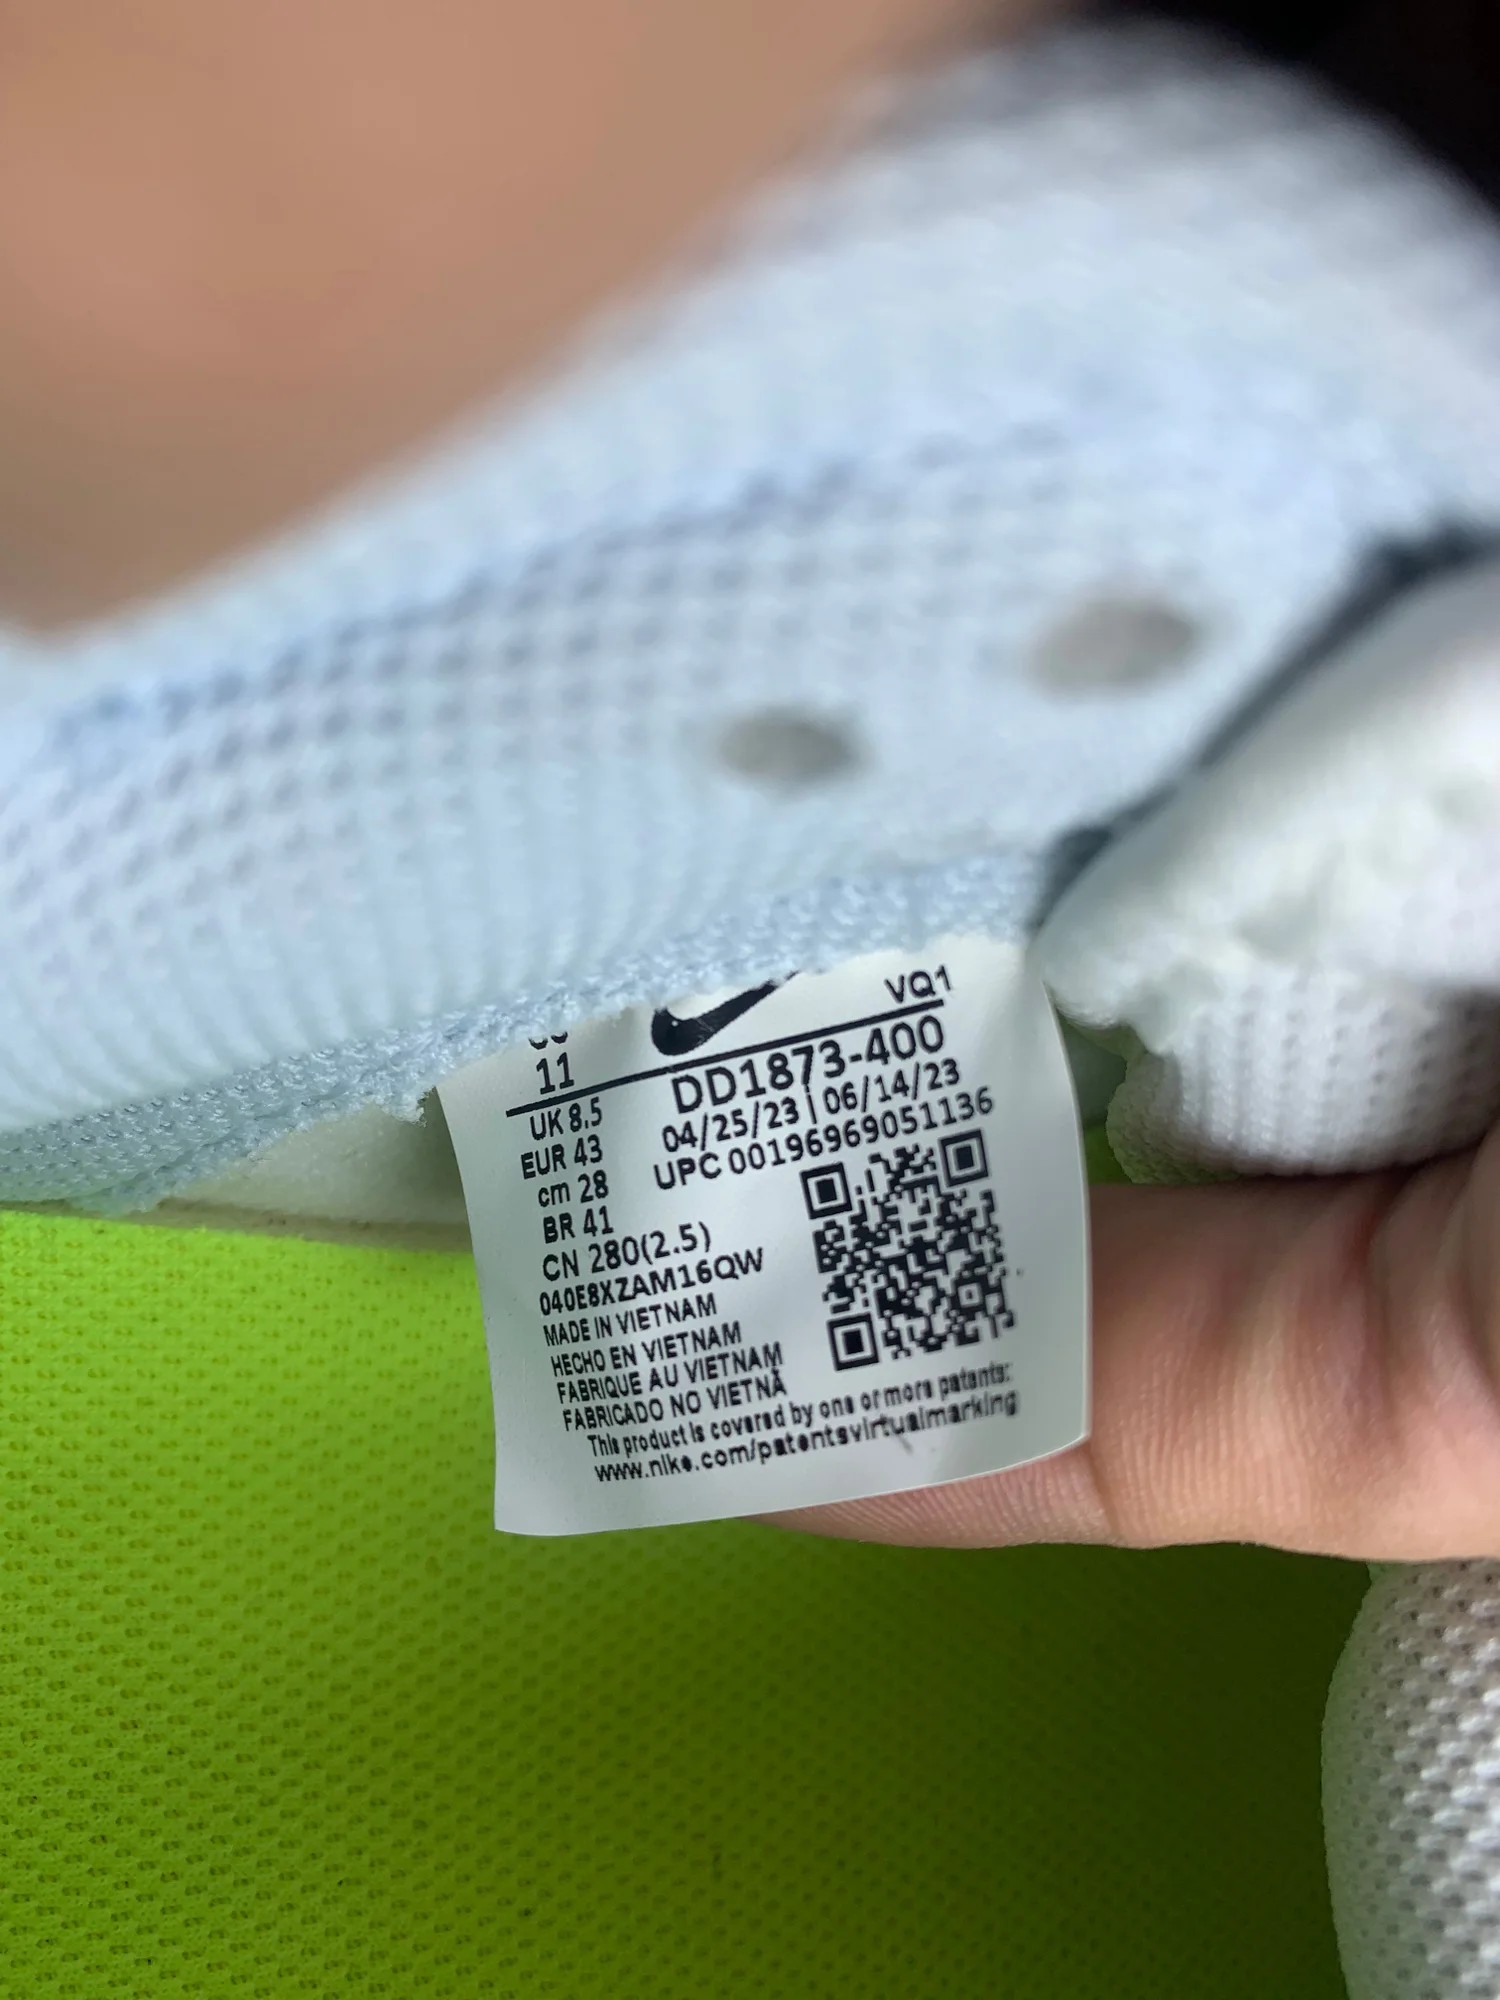 VQ1
11
DD1873-400
UK 8.5
04/25/23 | 06/14/23
EUR 43
UPC 00196969051136
cm 28
BR 41
CN 280(2.5)
040E8XZAM16QW
MADE IN VIETNAM
HECHO EN VIETNAM
FABRIQUE AU VIETNAM
FABRICADO NO VIETNÃ
This product is covered by one or more patents:
www.nike.com/patentsvirtualmarking